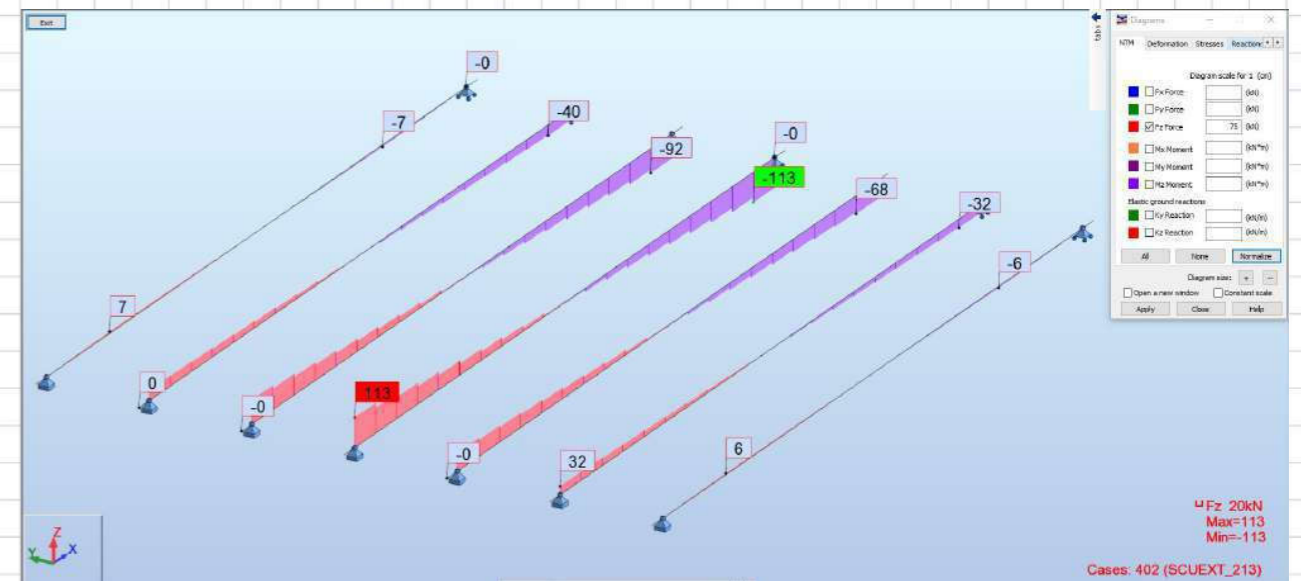 Exit
-0
-7
-40
-0
-92
-113
-68
-32
-6
7
0
-0
113
-0
32
6
Z
Y
X
Fz 20kN
Max=113
Min=-113
Cases: 402 (SCUEXT_213)
tabs
Diagrams
NTM Deformation Stresses Reactions
Diagram scale for 1 (cm)
Fx Force (kN)
Fy Force (kN)
Fz Force 75 (kN)
Mx Moment (kN*m)
My Moment (kN*m)
Mz Moment (kN*m)
Elastic ground reactions
Ky Reaction (kN/m)
Kz Reaction (kN/m)
All None Normalize
Diagram size: + -
Open a new window Constant scale
Apply Close Help